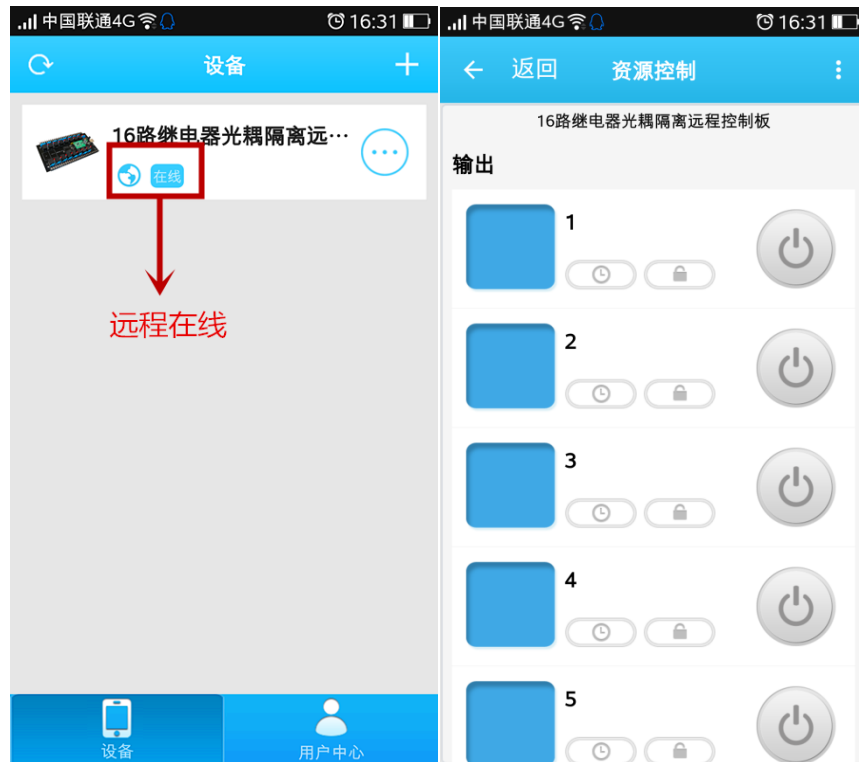 中国联通4G 16:31
设备
16路继电器光耦隔离远…
在线
远程在线
设备 用户中心
中国联通4G 16:31
返回 资源控制
16路继电器光耦隔离远程控制板
输出
1
2
3
4
5